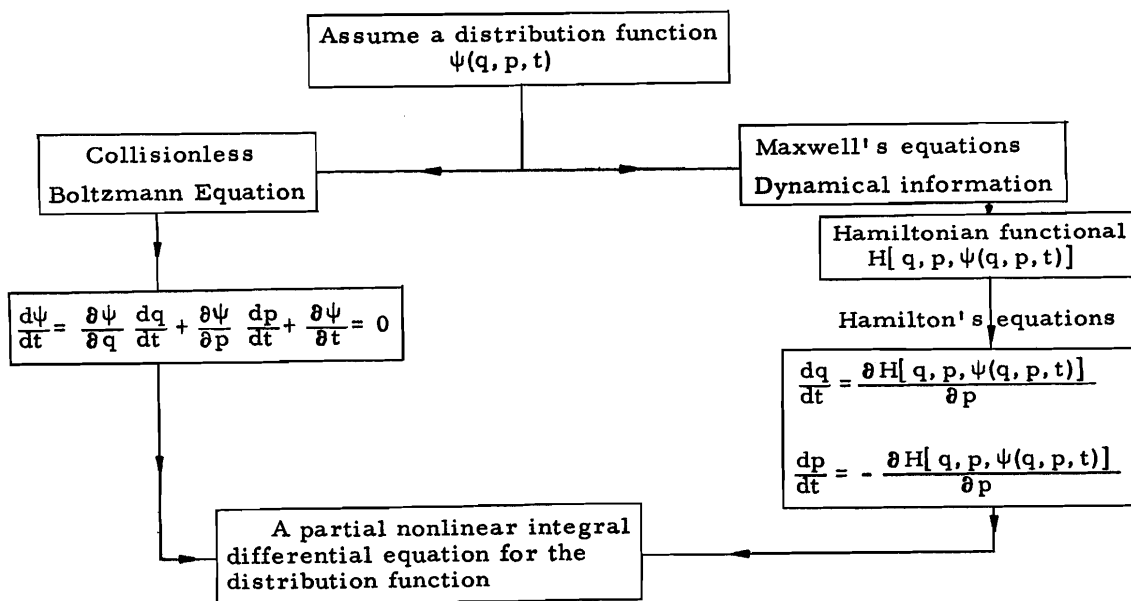 Assume a distribution function
ψ(q, p, t)
Collisionless
Boltzmann Equation
Maxwell's equations
Dynamical information
Hamiltonian functional
H[ q, p, ψ(q, p, t)]
dψ/dt = ∂ψ/∂q dq/dt + ∂ψ/∂p dp/dt + ∂ψ/∂t = 0
Hamilton's equations
dq/dt = ∂H[ q, p, ψ(q, p, t)]/∂p
dp/dt = - ∂H[ q, p, ψ(q, p, t)]/∂p
A partial nonlinear integral
differential equation for the
distribution function